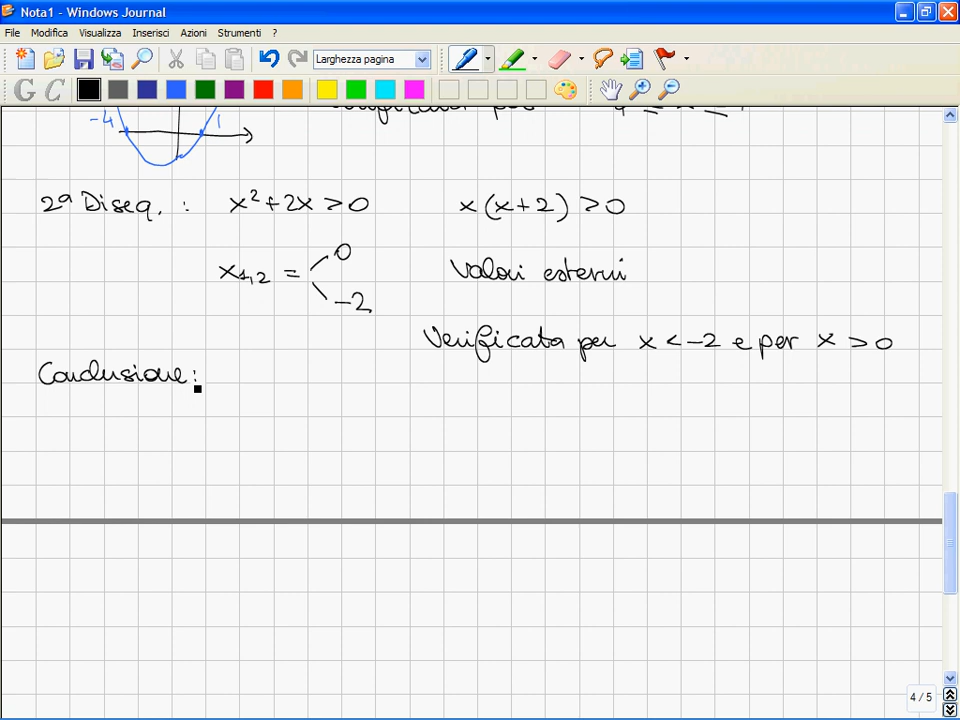 Nota1 - Windows Journal
File Modifica Visualizza Inserisci Azioni Strumenti ?
Larghezza pagina
G C
-4 1
2ª Diseq. : x²+2x>0 x(x+2)>0
x1,2 = 0 Valori esterni
-2
Verificata per x<-2 e per x>0
Conclusione:
4 / 5